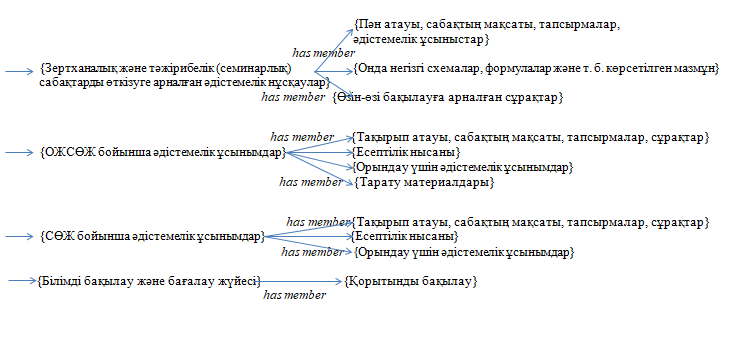 {Пән атауы, сабақтың мақсаты, тапсырмалар,
әдістемелік ұсыныстар}
has member
{Зертханалық және тәжірибелік (семинарлық)
сабақтарды өткізуге арналған әдістемелік нұсқаулар}
{Онда негізгі схемалар, формулалар және т. б. көрсетілген мазмұн}
has member {Өзін-өзі бақылауға арналған сұрақтар}
has member {Тақырып атауы, сабақтың мақсаты, тапсырмалар, сұрақтар}
{ОЖСӨЖ бойынша әдістемелік ұсынымдар} {Есептілік нысаны}
{Орындау үшін әдістемелік ұсынымдар}
has member {Тарату материалдары}
has member {Тақырып атауы, сабақтың мақсаты, тапсырмалар, сұрақтар}
{СӨЖ бойынша әдістемелік ұсынымдар} {Есептілік нысаны}
has member {Орындау үшін әдістемелік ұсынымдар}
{Білімді бақылау және бағалау жүйесі} {Қорытынды бақылау}
has member